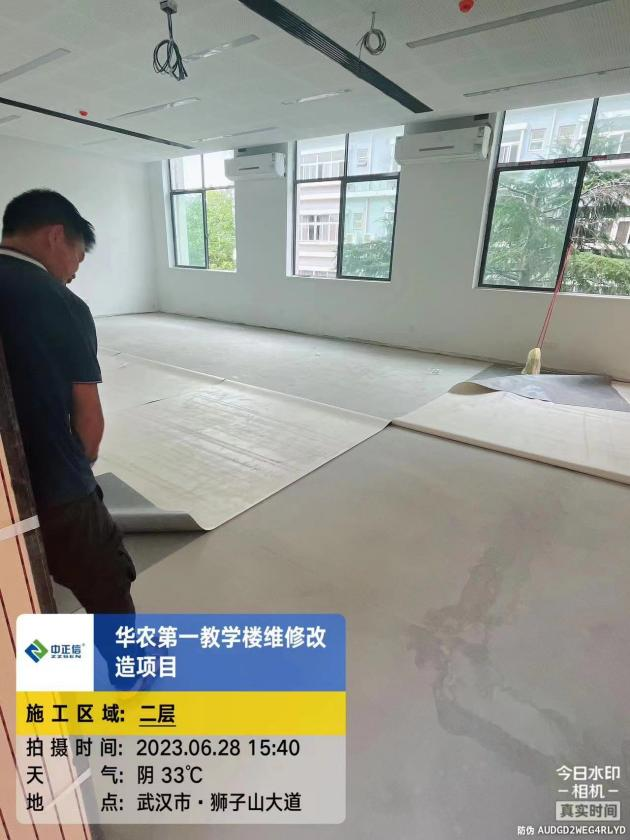 中正信
ZZSEN
华农第一教学楼维修改
造项目
施工区域: 二层
拍摄时间: 2023.06.28 15:40
天气: 阴 33℃
地点: 武汉市·狮子山大道
今日水印
相机
真实时间
防伪 AUDGD2WEG4RLYD